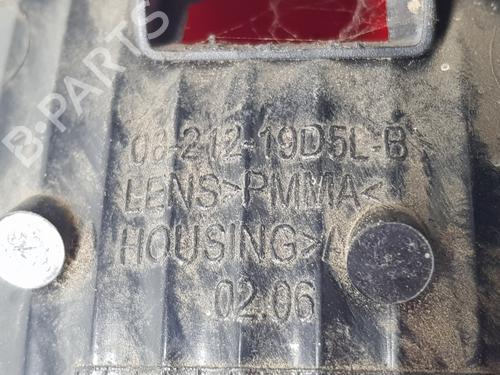 B-PARTS
08-212-19D5L-B
LENS>PMMA<
HOUSING>A
02.06